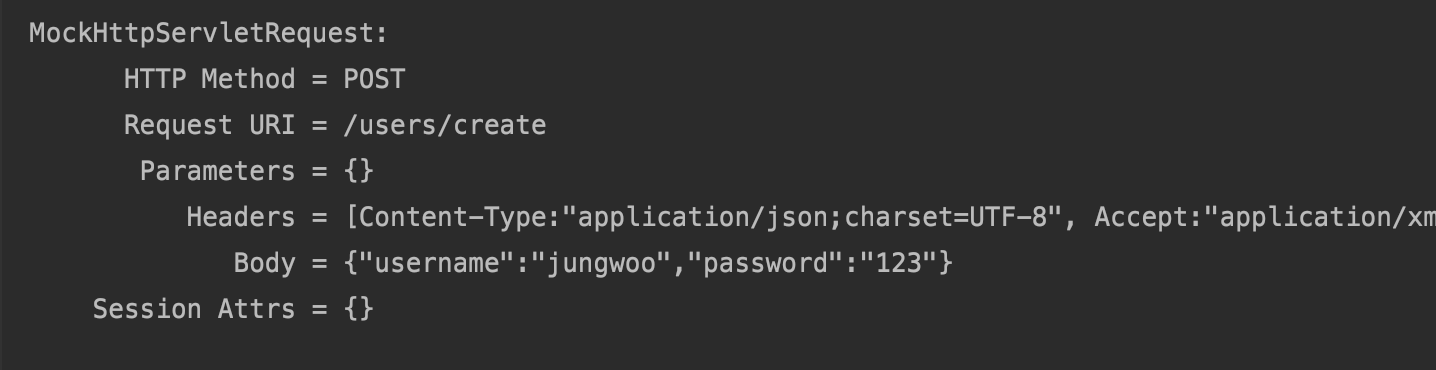 MockHttpServletRequest:
HTTP Method = POST
Request URI = /users/create
Parameters = {}
Headers = [Content-Type:"application/json;charset=UTF-8", Accept:"application/xm
Body = {"username":"jungwoo","password":"123"}
Session Attrs = {}